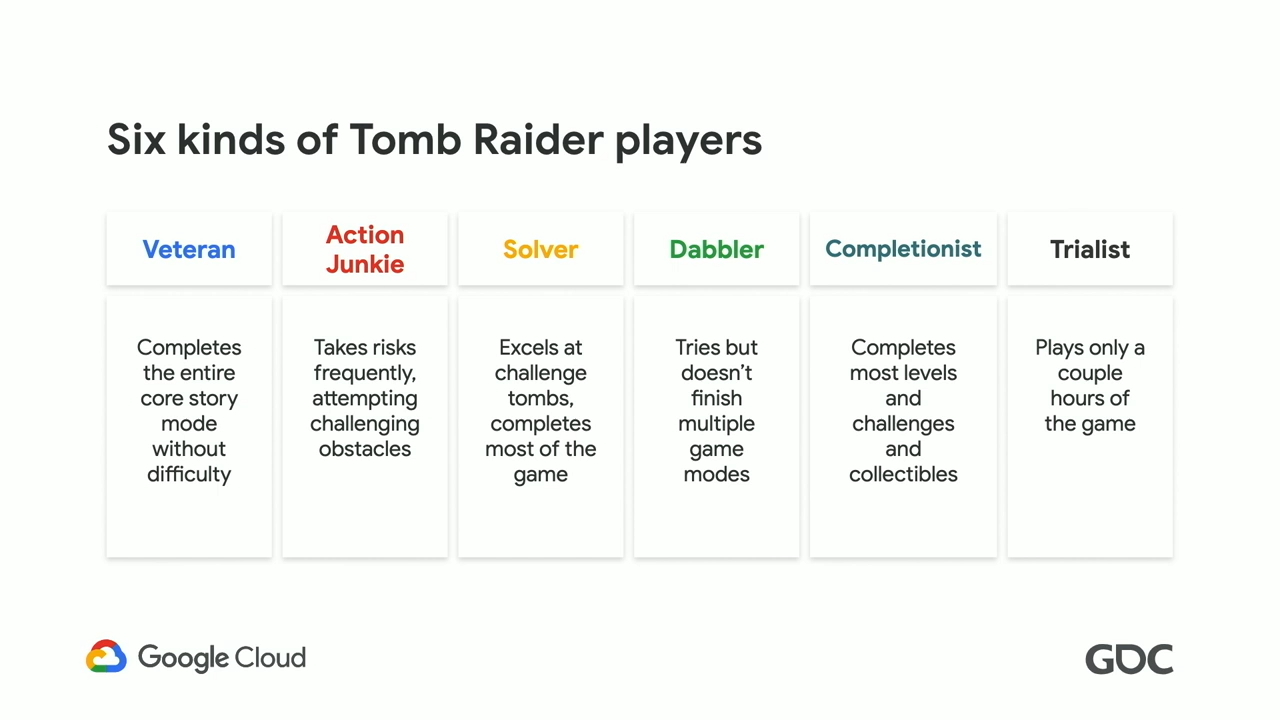 Six kinds of Tomb Raider players
Veteran
Completes
the entire
core story
mode
without
difficulty
Action
Junkie
Takes risks
frequently,
attempting
challenging
obstacles
Solver
Excels at
challenge
tombs,
completes
most of the
game
Dabbler
Tries but
doesn’t
finish
multiple
game
modes
Completionist
Completes
most levels
and
challenges
and
collectibles
Trialist
Plays only a
couple
hours of
the game
Google Cloud
GDC